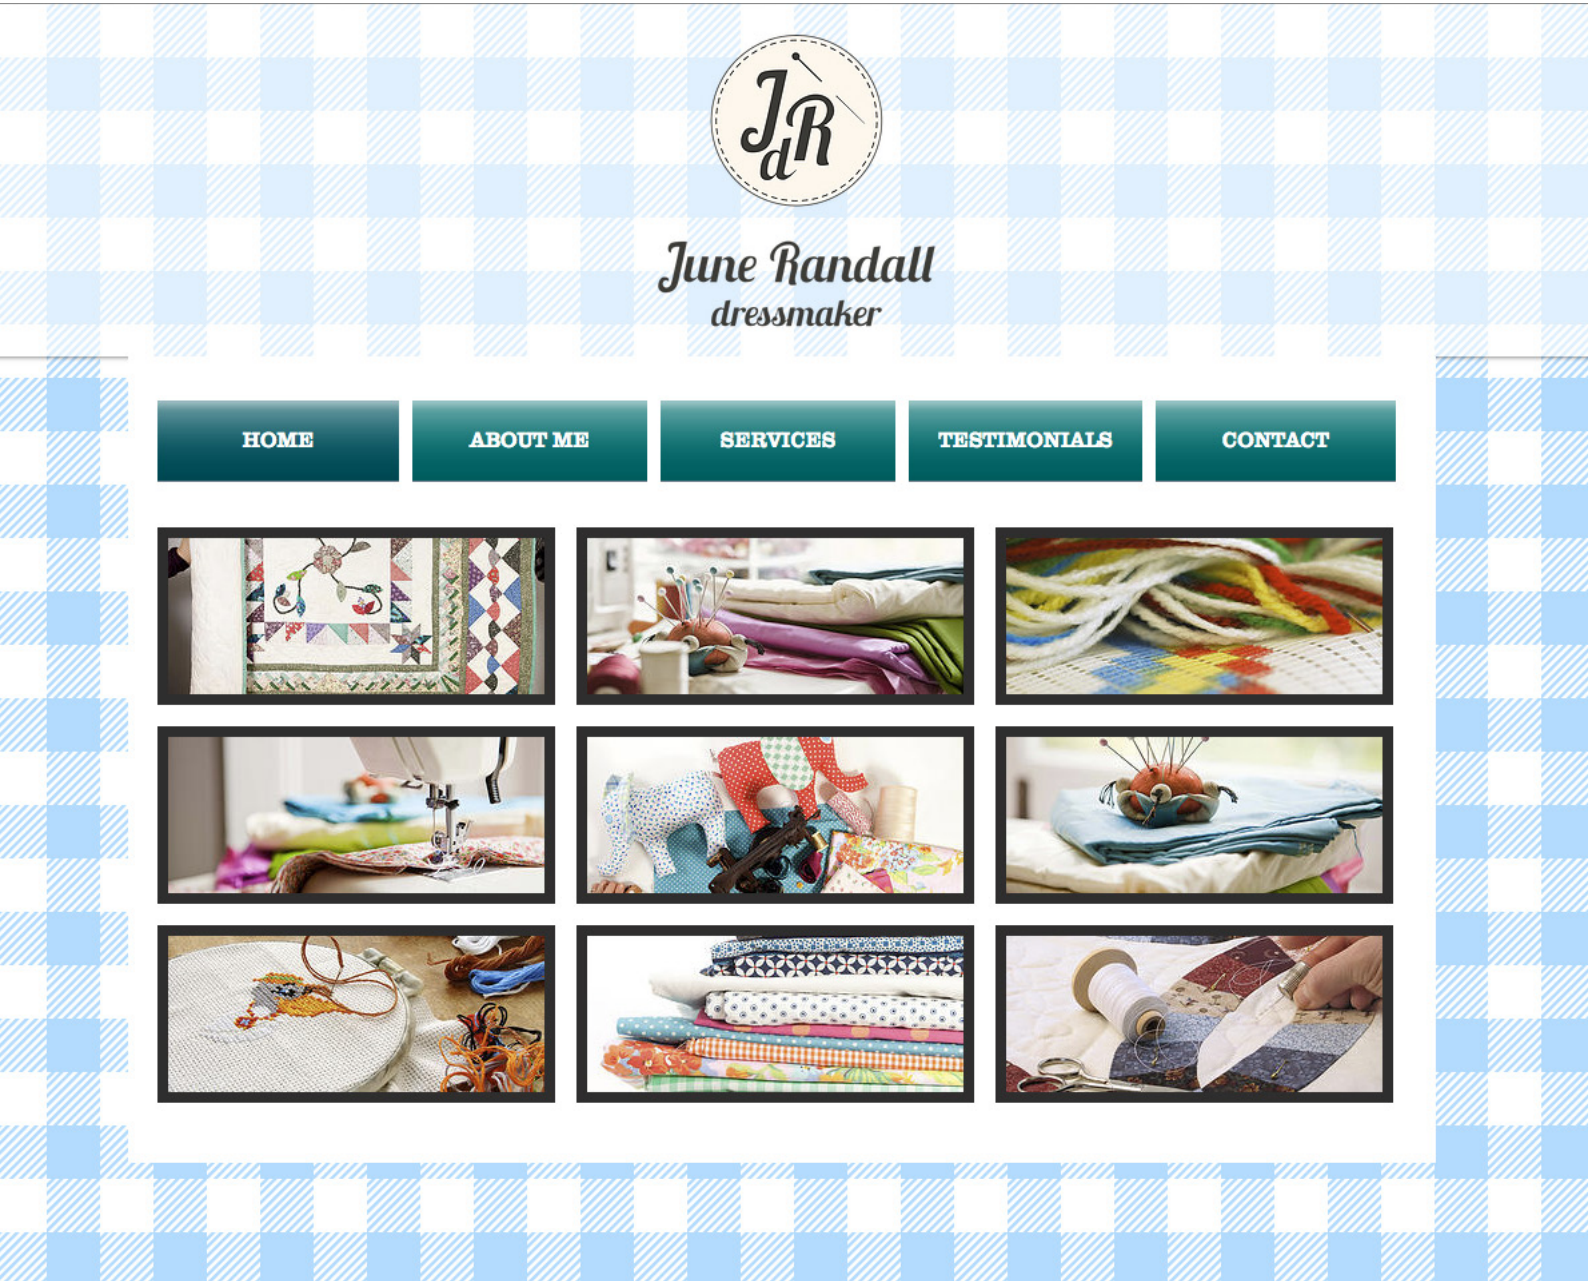 JdR
June Randall
dressmaker
HOME
ABOUT ME
SERVICES
TESTIMONIALS
CONTACT